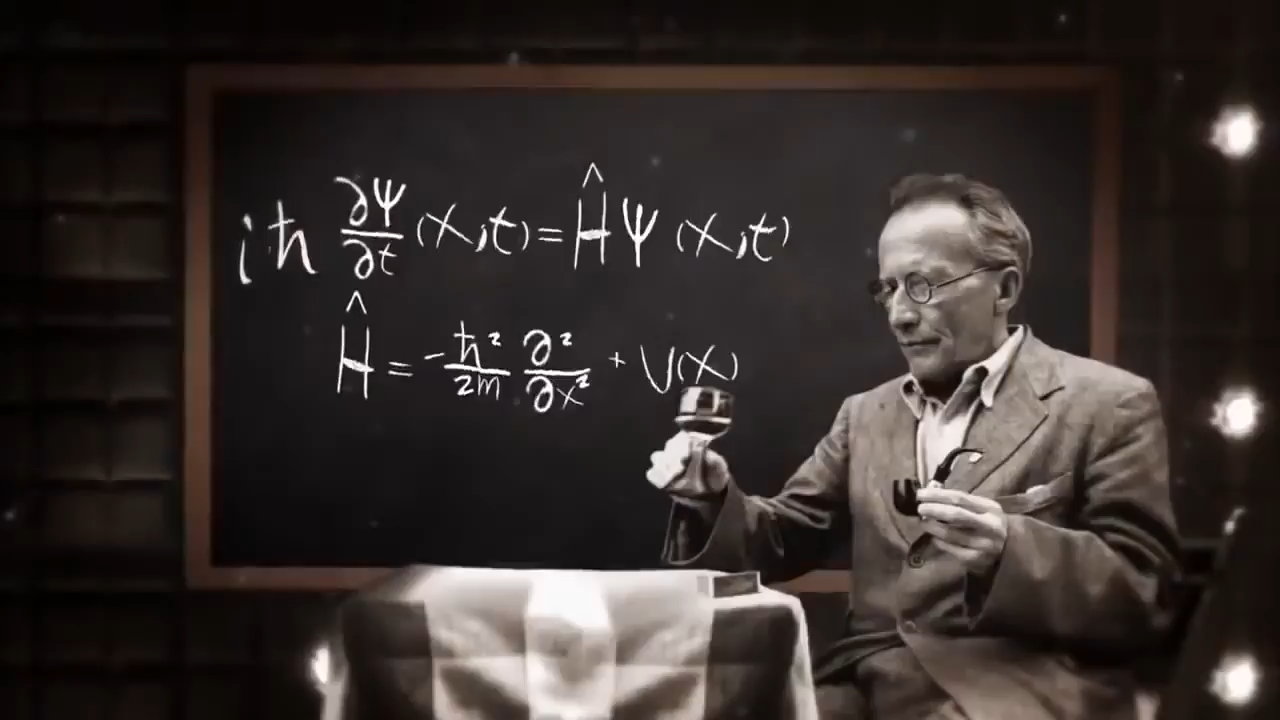 iħ ∂Ψ/∂t (x,t) = Ĥ Ψ (x,t)
Ĥ = -ħ²/2m ∂²/∂x² + V(x)